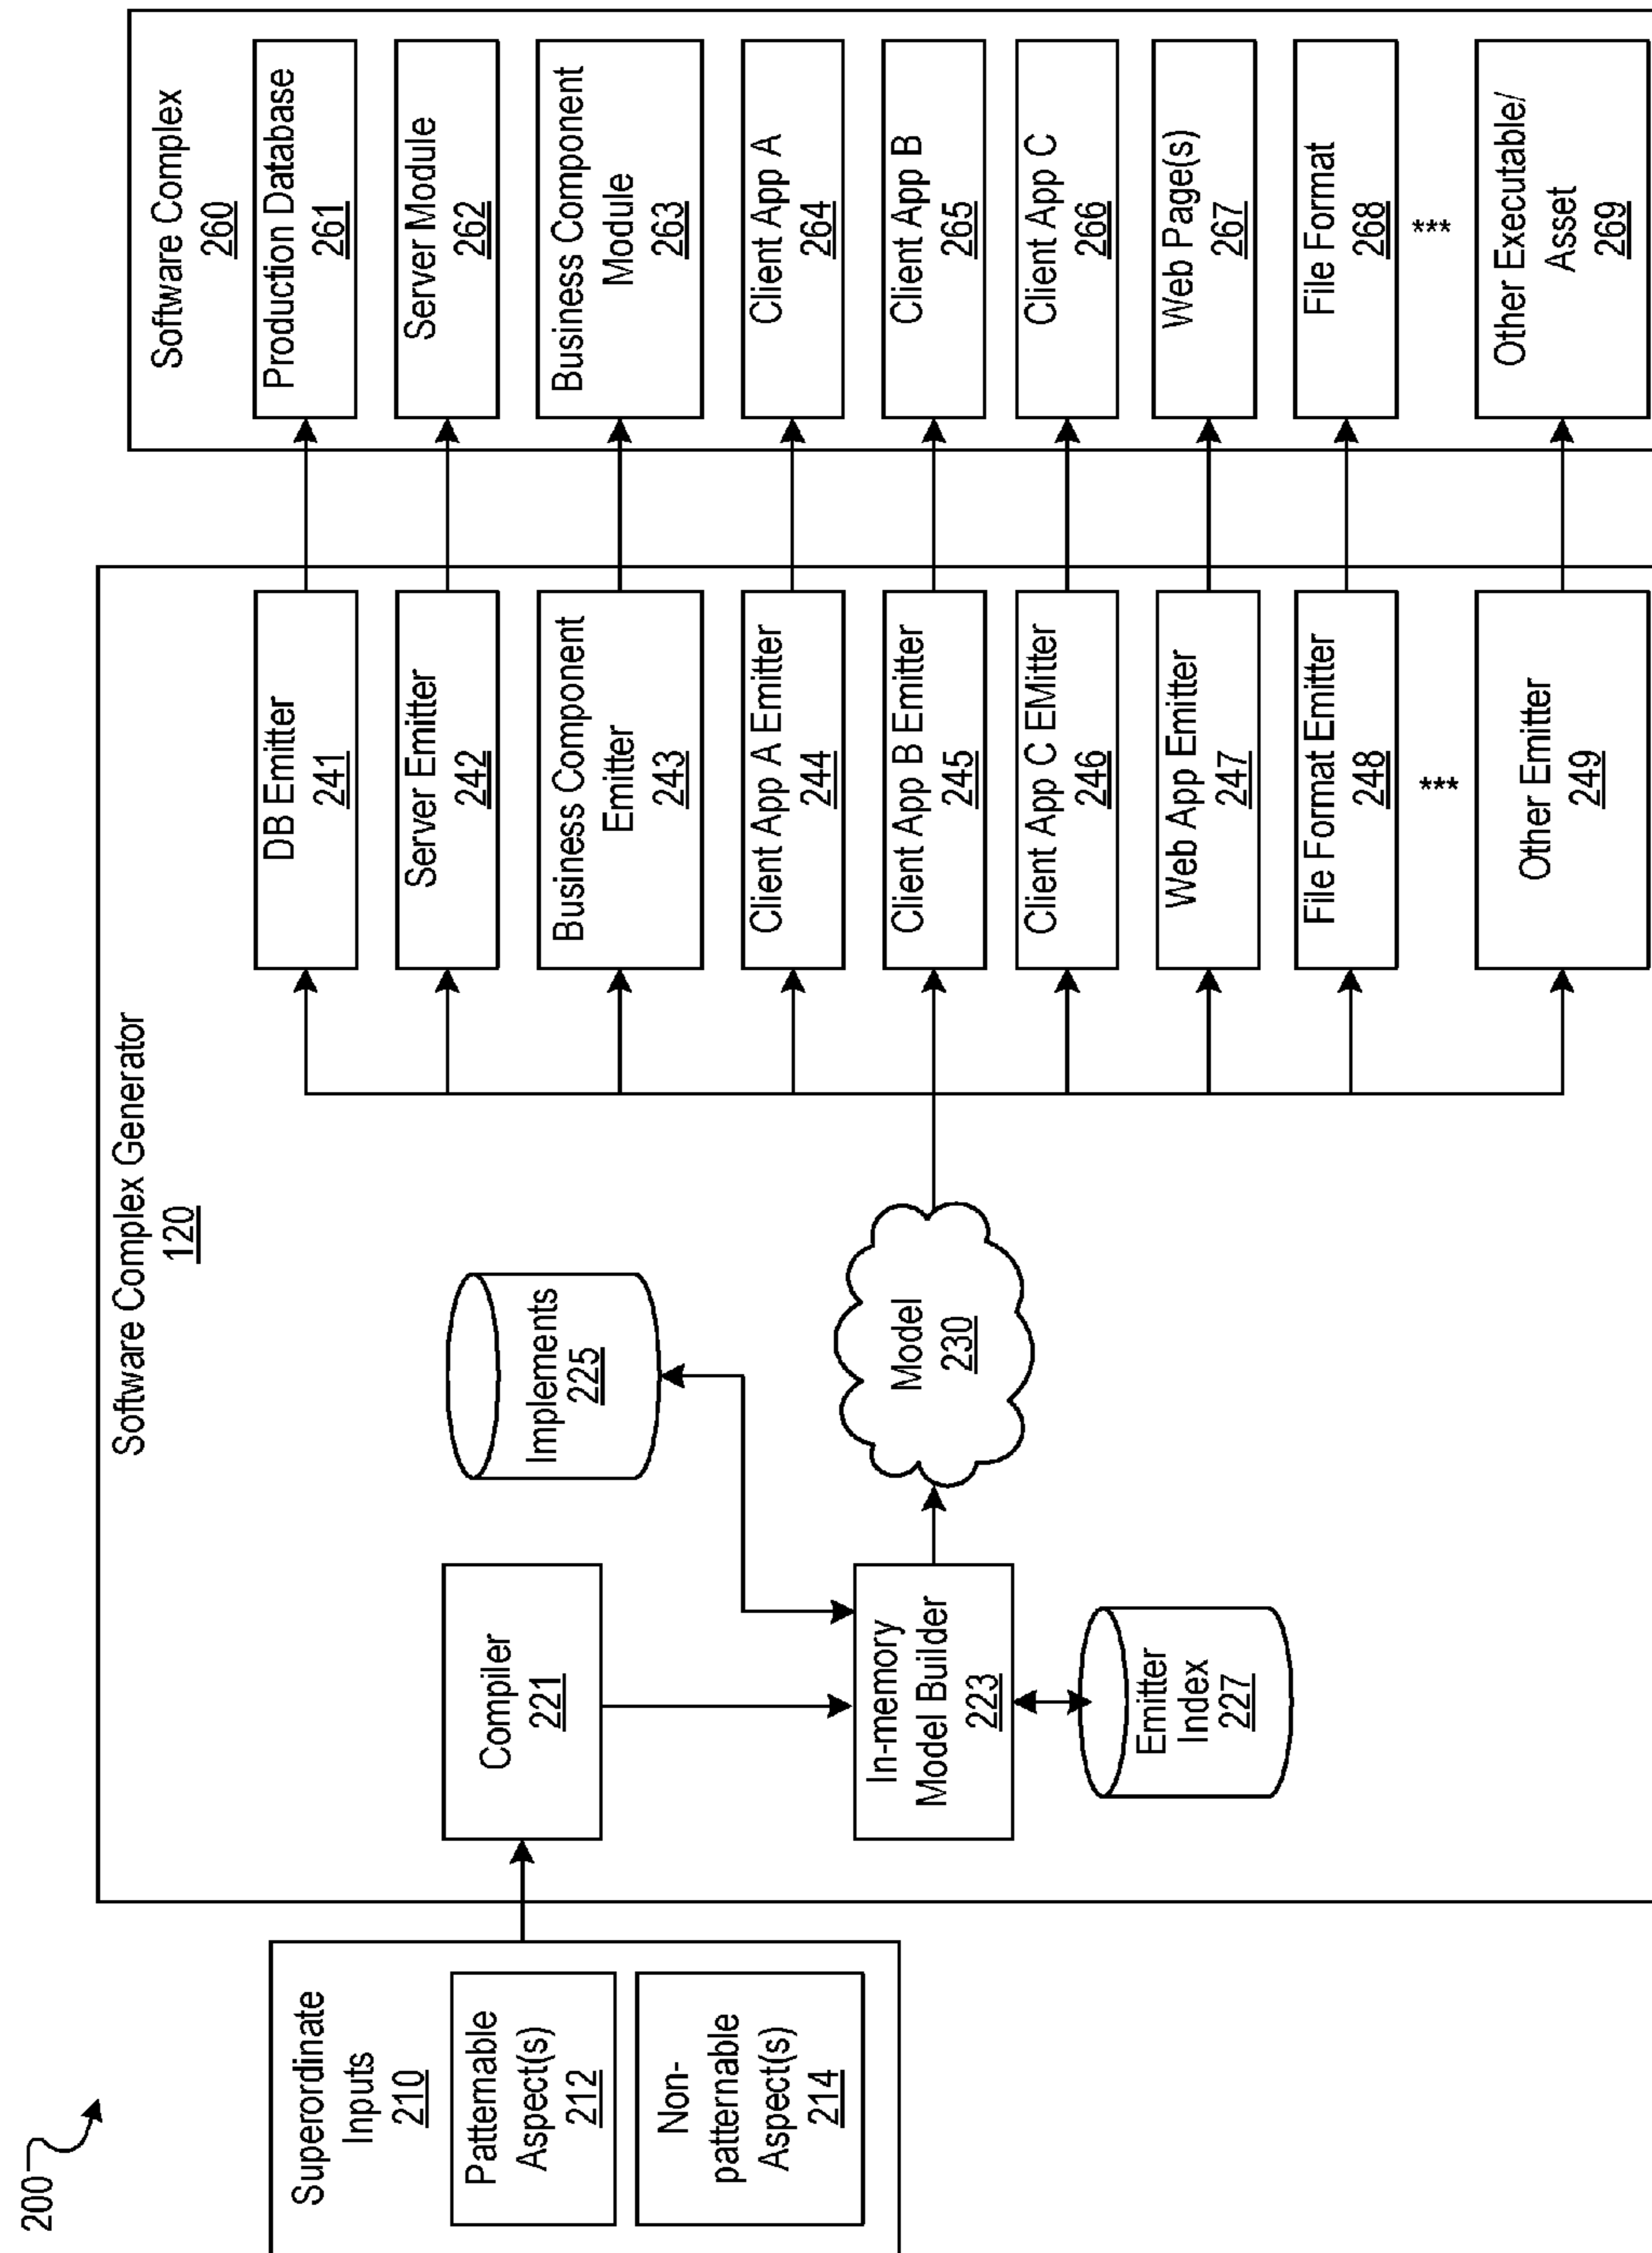 200
Superordinate
Inputs
210
Patternable
Aspect(s)
212
Non-
patternable
Aspect(s)
214
Software Complex Generator
120
Compiler
221
Implements
225
In-memory
Model Builder
223
Emitter
Index
227
Model
230
DB Emitter
241
Server Emitter
242
Business Component
Emitter
243
Client App A Emitter
244
Client App B Emitter
245
Client App C EMitter
246
Web App Emitter
247
File Format Emitter
248
***
Other Emitter
249
Software Complex
260
Production Database
261
Server Module
262
Business Component
Module
263
Client App A
264
Client App B
265
Client App C
266
Web Page(s)
267
File Format
268
***
Other Executable/
Asset
269